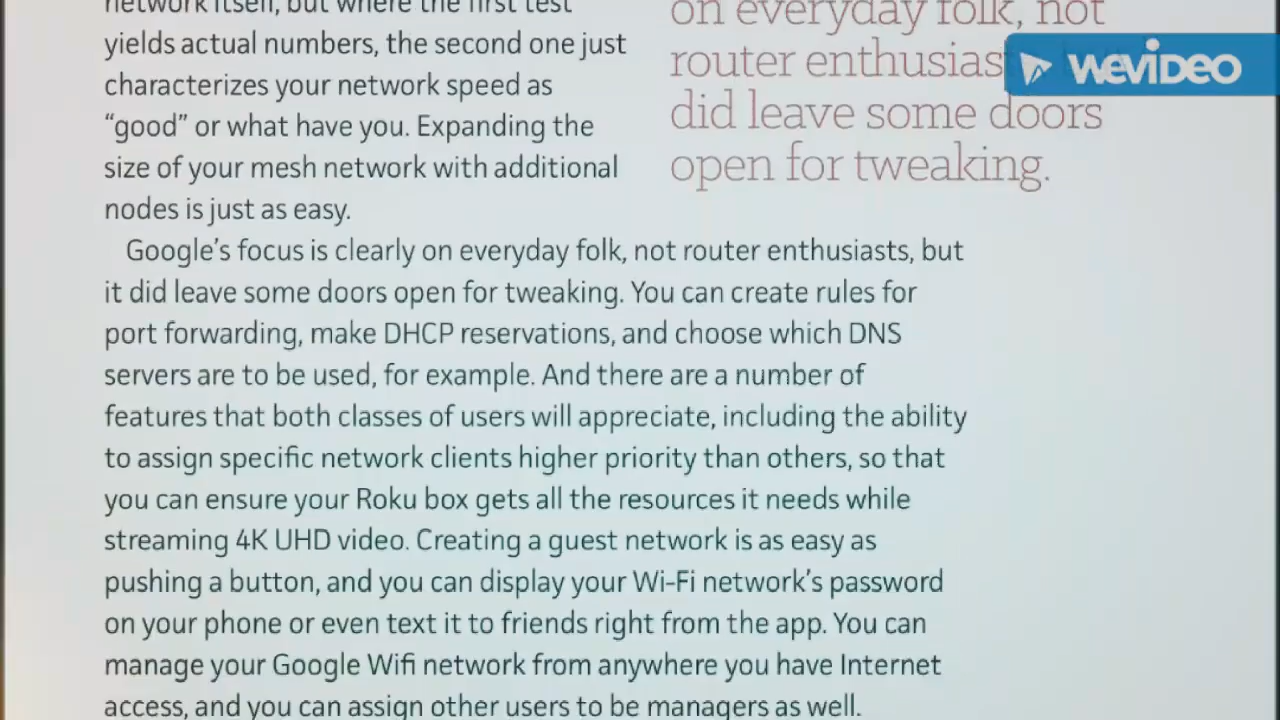 network itself, but where the first test
yields actual numbers, the second one just
characterizes your network speed as
“good” or what have you. Expanding the
size of your mesh network with additional
nodes is just as easy.
on everyday folk, not
router enthusiasts
did leave some doors
open for tweaking.
WEVIDEO
Google’s focus is clearly on everyday folk, not router enthusiasts, but
it did leave some doors open for tweaking. You can create rules for
port forwarding, make DHCP reservations, and choose which DNS
servers are to be used, for example. And there are a number of
features that both classes of users will appreciate, including the ability
to assign specific network clients higher priority than others, so that
you can ensure your Roku box gets all the resources it needs while
streaming 4K UHD video. Creating a guest network is as easy as
pushing a button, and you can display your Wi-Fi network’s password
on your phone or even text it to friends right from the app. You can
manage your Google Wifi network from anywhere you have Internet
access, and you can assign other users to be managers as well.